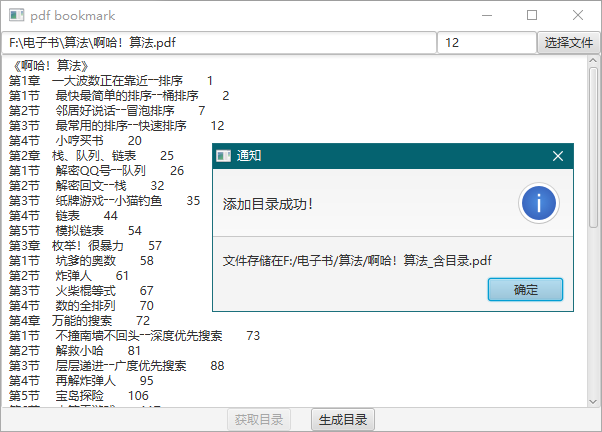 pdf bookmark
F:\电子书\算法\啊哈！算法.pdf 12 选择文件
《啊哈！算法》
第1章 一大波数正在靠近--排序 1
第1节 最快最简单的排序--桶排序 2
第2节 邻居好说话--冒泡排序 7
第3节 最常用的排序--快速排序 12
第4节 小哼买书 20
第2章 栈、队列、链表 25
第1节 解密QQ号--队列 26
第2节 解密回文--栈 32
第3节 纸牌游戏--小猫钓鱼 35
第4节 链表 44
第5节 模拟链表 54
第3章 枚举！很暴力 57
第1节 坑爹的奥数 58
第2节 炸弹人 61
第3节 火柴棍等式 67
第4节 数的全排列 70
第4章 万能的搜索 72
第1节 不撞南墙不回头--深度优先搜索 73
第2节 解救小哈 81
第3节 层层递进--广度优先搜索 88
第4节 再解炸弹人 95
第5节 宝岛探险 106
通知
添加目录成功！
文件存储在F:/电子书/算法/啊哈！算法_含目录.pdf
确定
获取目录 生成目录